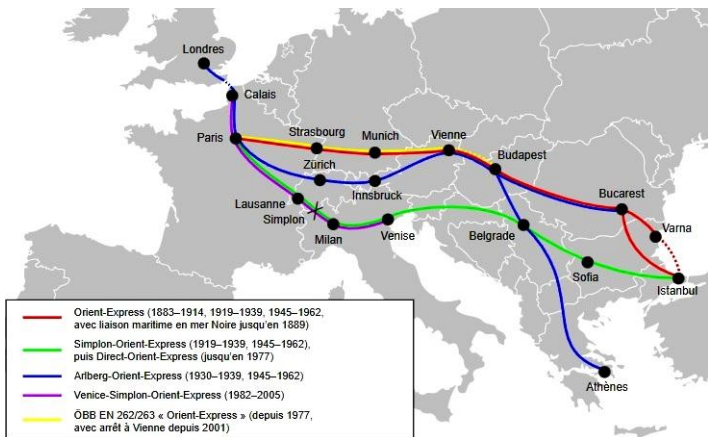 Londres
Calais
Paris
Strasbourg
Munich
Vienne
Budapest
Zürich
Innsbruck
Lausanne
Simplon
Milan
Venise
Belgrade
Bucarest
Varna
Sofia
Istanbul
Athènes
Orient-Express (1883–1914, 1919–1939, 1945–1962,
avec liaison maritime en mer Noire jusqu'en 1889)
Simplon-Orient-Express (1919–1939, 1945–1962),
puis Direct-Orient-Express (jusqu'en 1977)
Arlberg-Orient-Express (1930–1939, 1945–1962)
Venice-Simplon-Orient-Express (1982–2005)
ÖBB EN 262/263 « Orient-Express » (depuis 1977,
avec arrêt à Vienne depuis 2001)